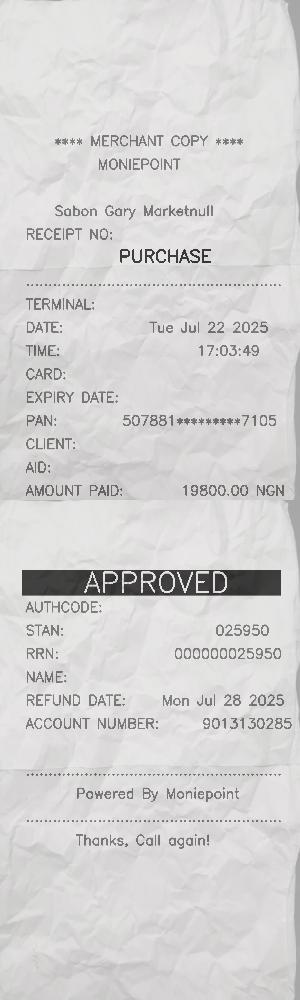 **** MERCHANT COPY ****
MONIEPOINT
Sabon Gary Marketnull
RECEIPT NO:
PURCHASE
TERMINAL:
DATE: Tue Jul 22 2025
TIME: 17:03:49
CARD:
EXPIRY DATE:
PAN: 507881*********7105
CLIENT:
AID:
AMOUNT PAID: 19800.00 NGN
APPROVED
AUTHCODE:
STAN: 025950
RRN: 000000025950
NAME:
REFUND DATE: Mon Jul 28 2025
ACCOUNT NUMBER: 9013130285
Powered By Moniepoint
Thanks, Call again!